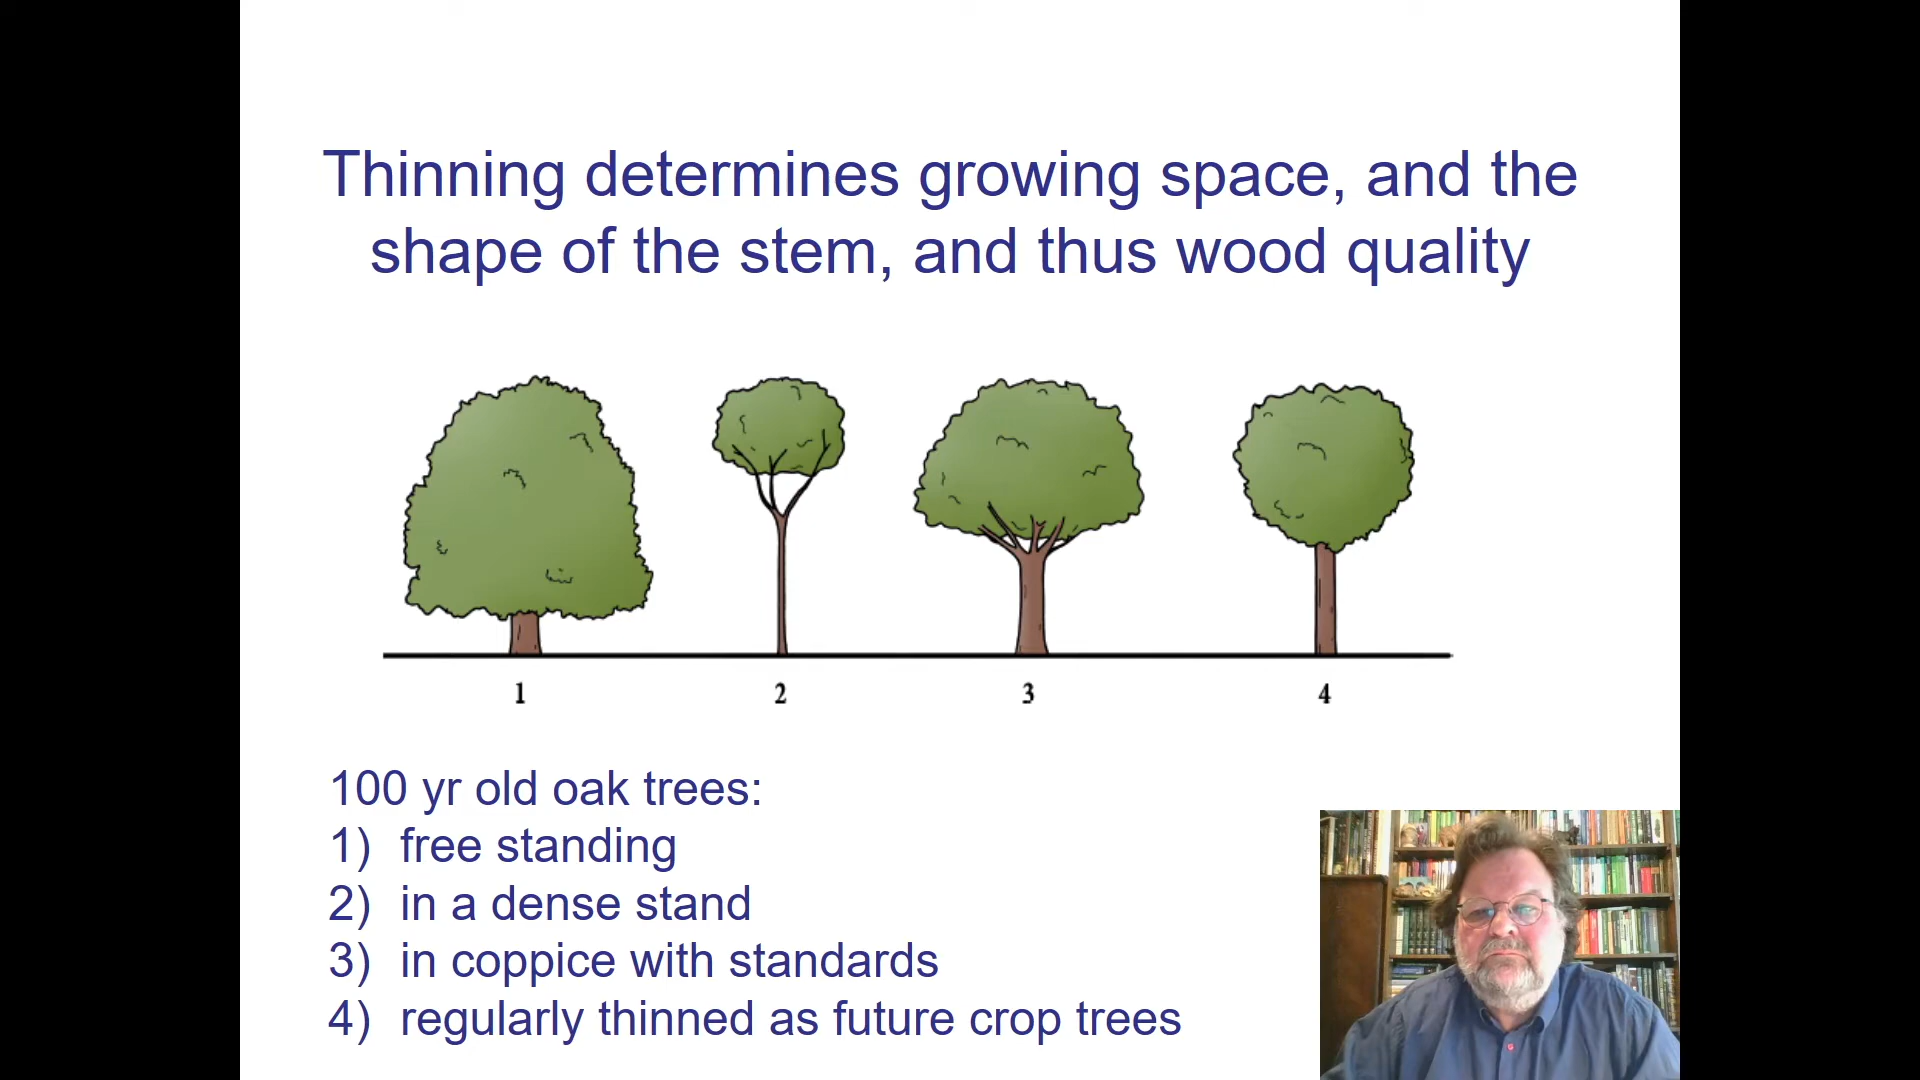 Thinning determines growing space, and the
shape of the stem, and thus wood quality
1 2 3 4
100 yr old oak trees:
1) free standing
2) in a dense stand
3) in coppice with standards
4) regularly thinned as future crop trees